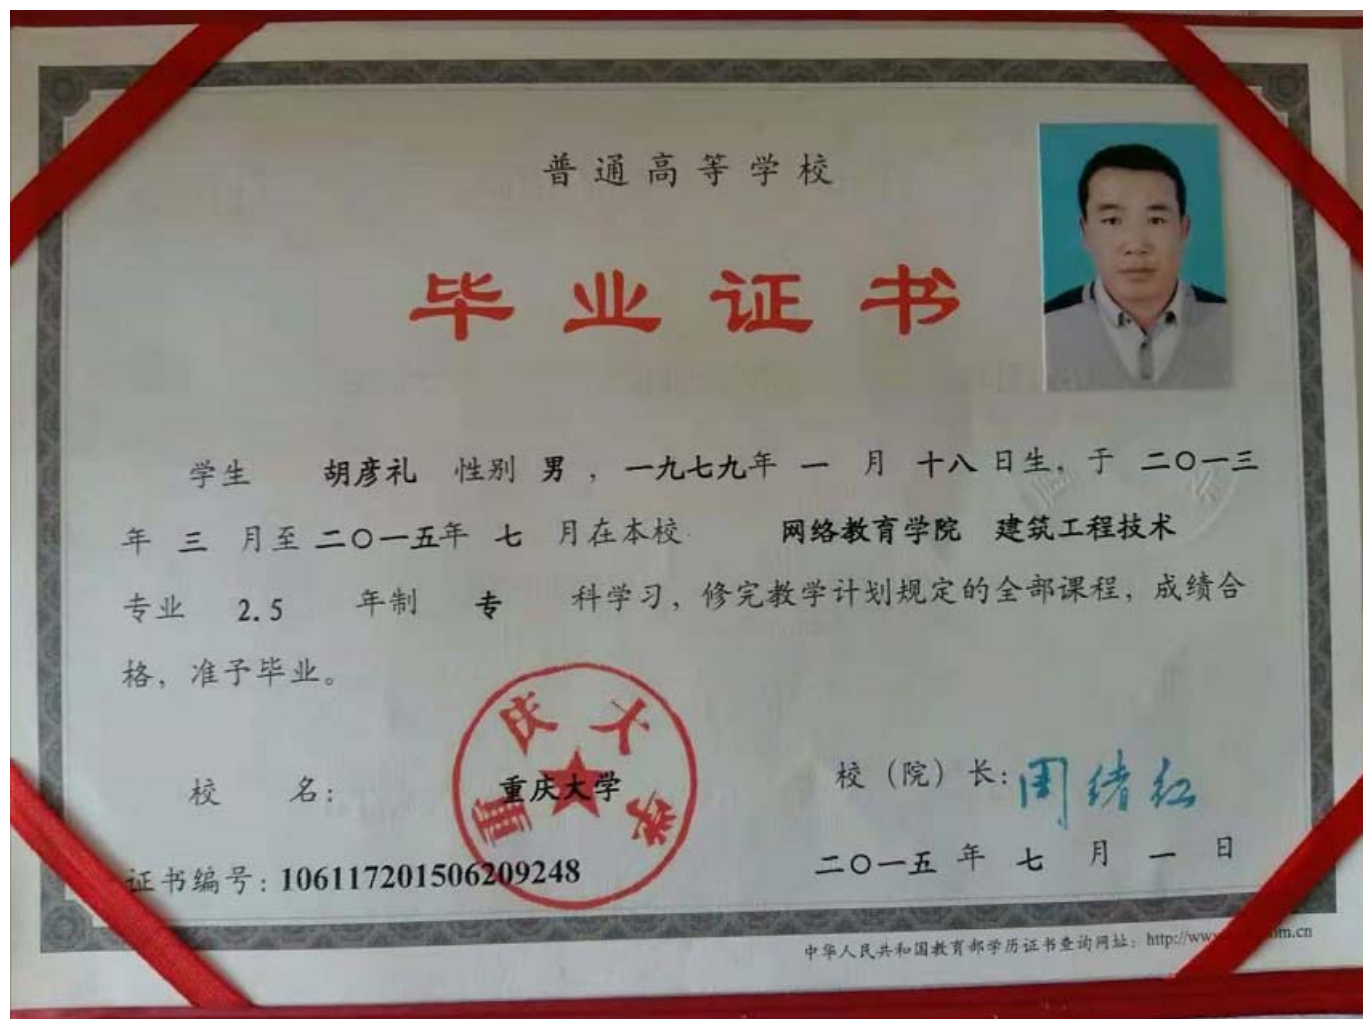 普通高等学校
毕业证书
学生 胡彦礼 性别 男 ，一九七九年 一 月 十八 日生，于 二〇一三
年 三 月至 二〇一五年 七 月在本校 网络教育学院 建筑工程技术
专业 2.5 年制 专 科学习，修完教学计划规定的全部课程，成绩合
格，准予毕业。
重庆大学
校 名： 重庆大学
校（院）长：周绪红
证书编号：106117201506209248
二〇一五 年 七 月 一 日
中华人民共和国教育部学历证书查询网址：http://www
om.cn